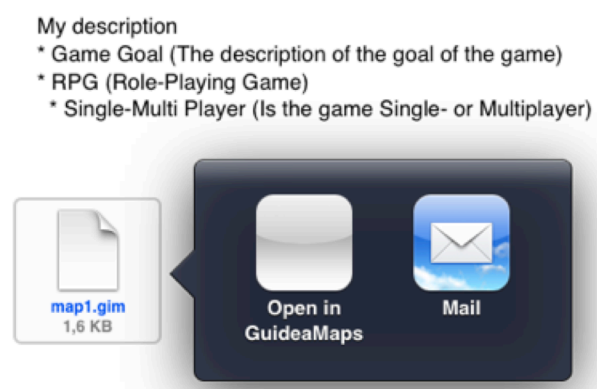 My description
* Game Goal (The description of the goal of the game)
* RPG (Role-Playing Game)
* Single-Multi Player (Is the game Single- or Multiplayer)
map1.gim
1,6 KB
Open in
GuideaMaps
Mail